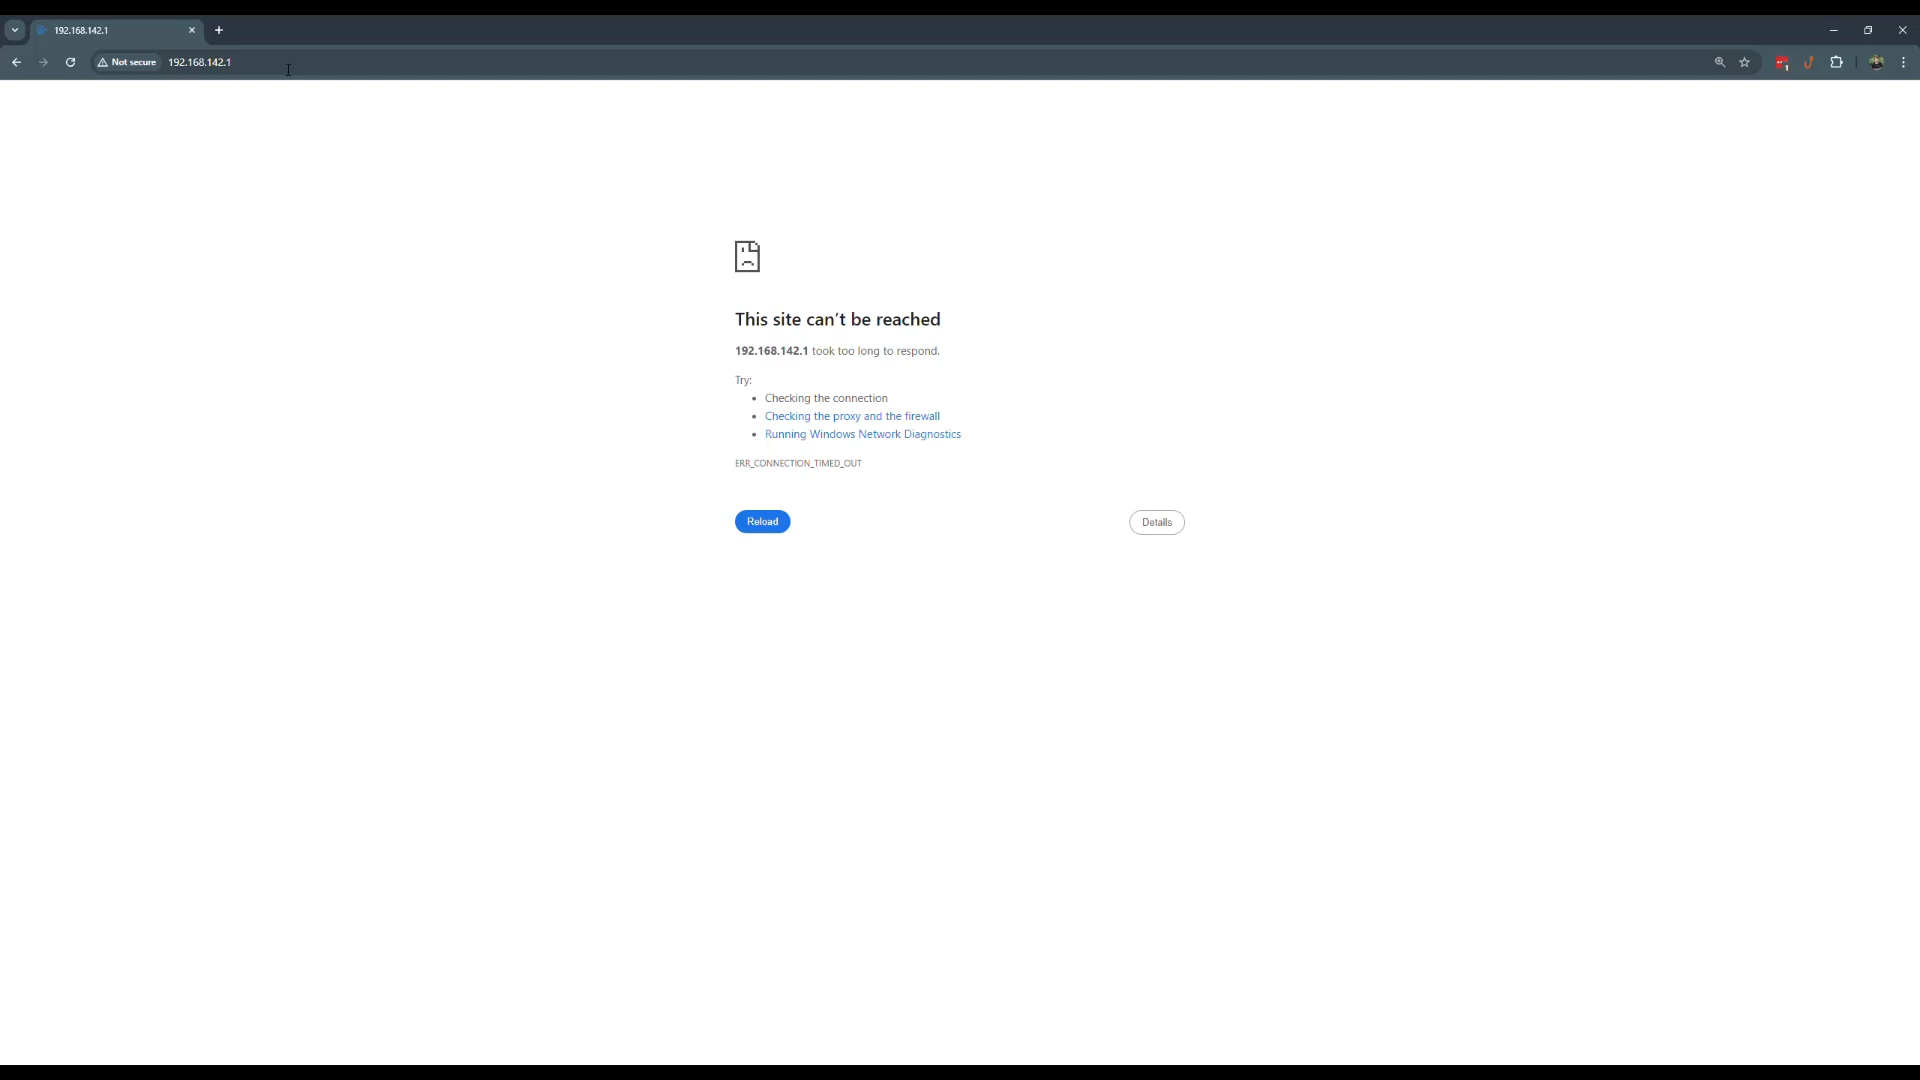 192.168.142.1
Not secure
192.168.142.1
1
This site can't be reached
192.168.142.1 took too long to respond.
Try:
Checking the connection
Checking the proxy and the firewall
Running Windows Network Diagnostics
ERR_CONNECTION_TIMED_OUT
Reload
Details